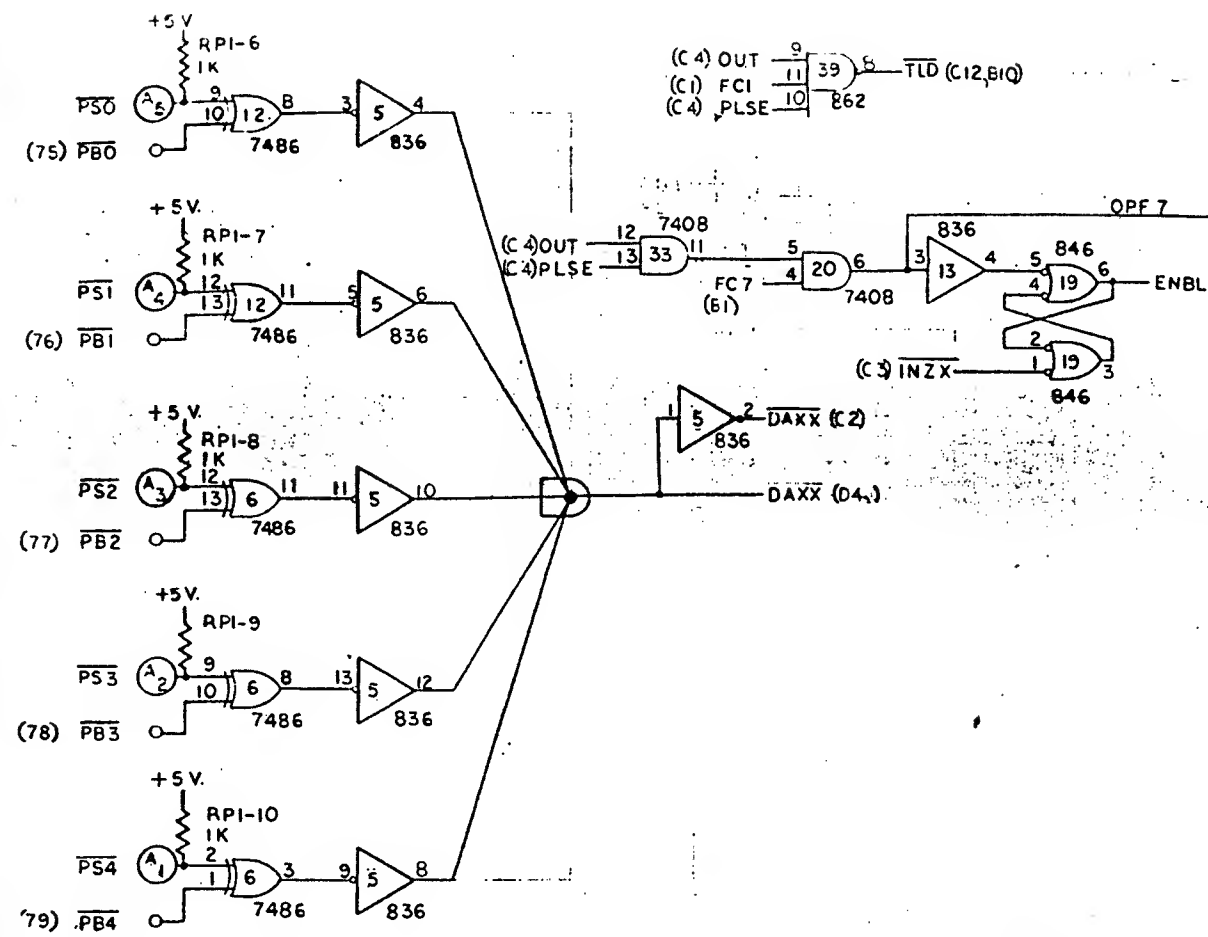 +5 V
RP1-6
1K
PS0
A5
9
10
12
8
7486
3
5
4
836
(75) PB0
(C4) OUT 9
(C1) FC1 11
(C4) PLSE 10
39
8
862
TLD (C12, B10)
+5V.
RP1-7
1K
PS1
A4
12
13
12
11
7486
5
5
6
836
(76) PB1
(C4) OUT 12
(C4) PLSE 13
33
7408
11
5
4
FC7
(B1)
20
6
7408
OPF 7
836
3
13
4
846
5
4
19
6
ENBL
2
1
19
3
846
(C3) INZX
+5V.
RP1-8
1K
PS2
A3
12
13
6
11
7486
11
5
10
836
(77) PB2
1
5
2
836
DAXX (C2)
DAXX (D4)
+5V.
RP1-9
PS3
A2
9
10
6
8
7486
13
5
12
836
(78) PB3
+5V.
RP1-10
1K
PS4
A1
2
1
6
3
7486
9
5
8
836
79) PB4